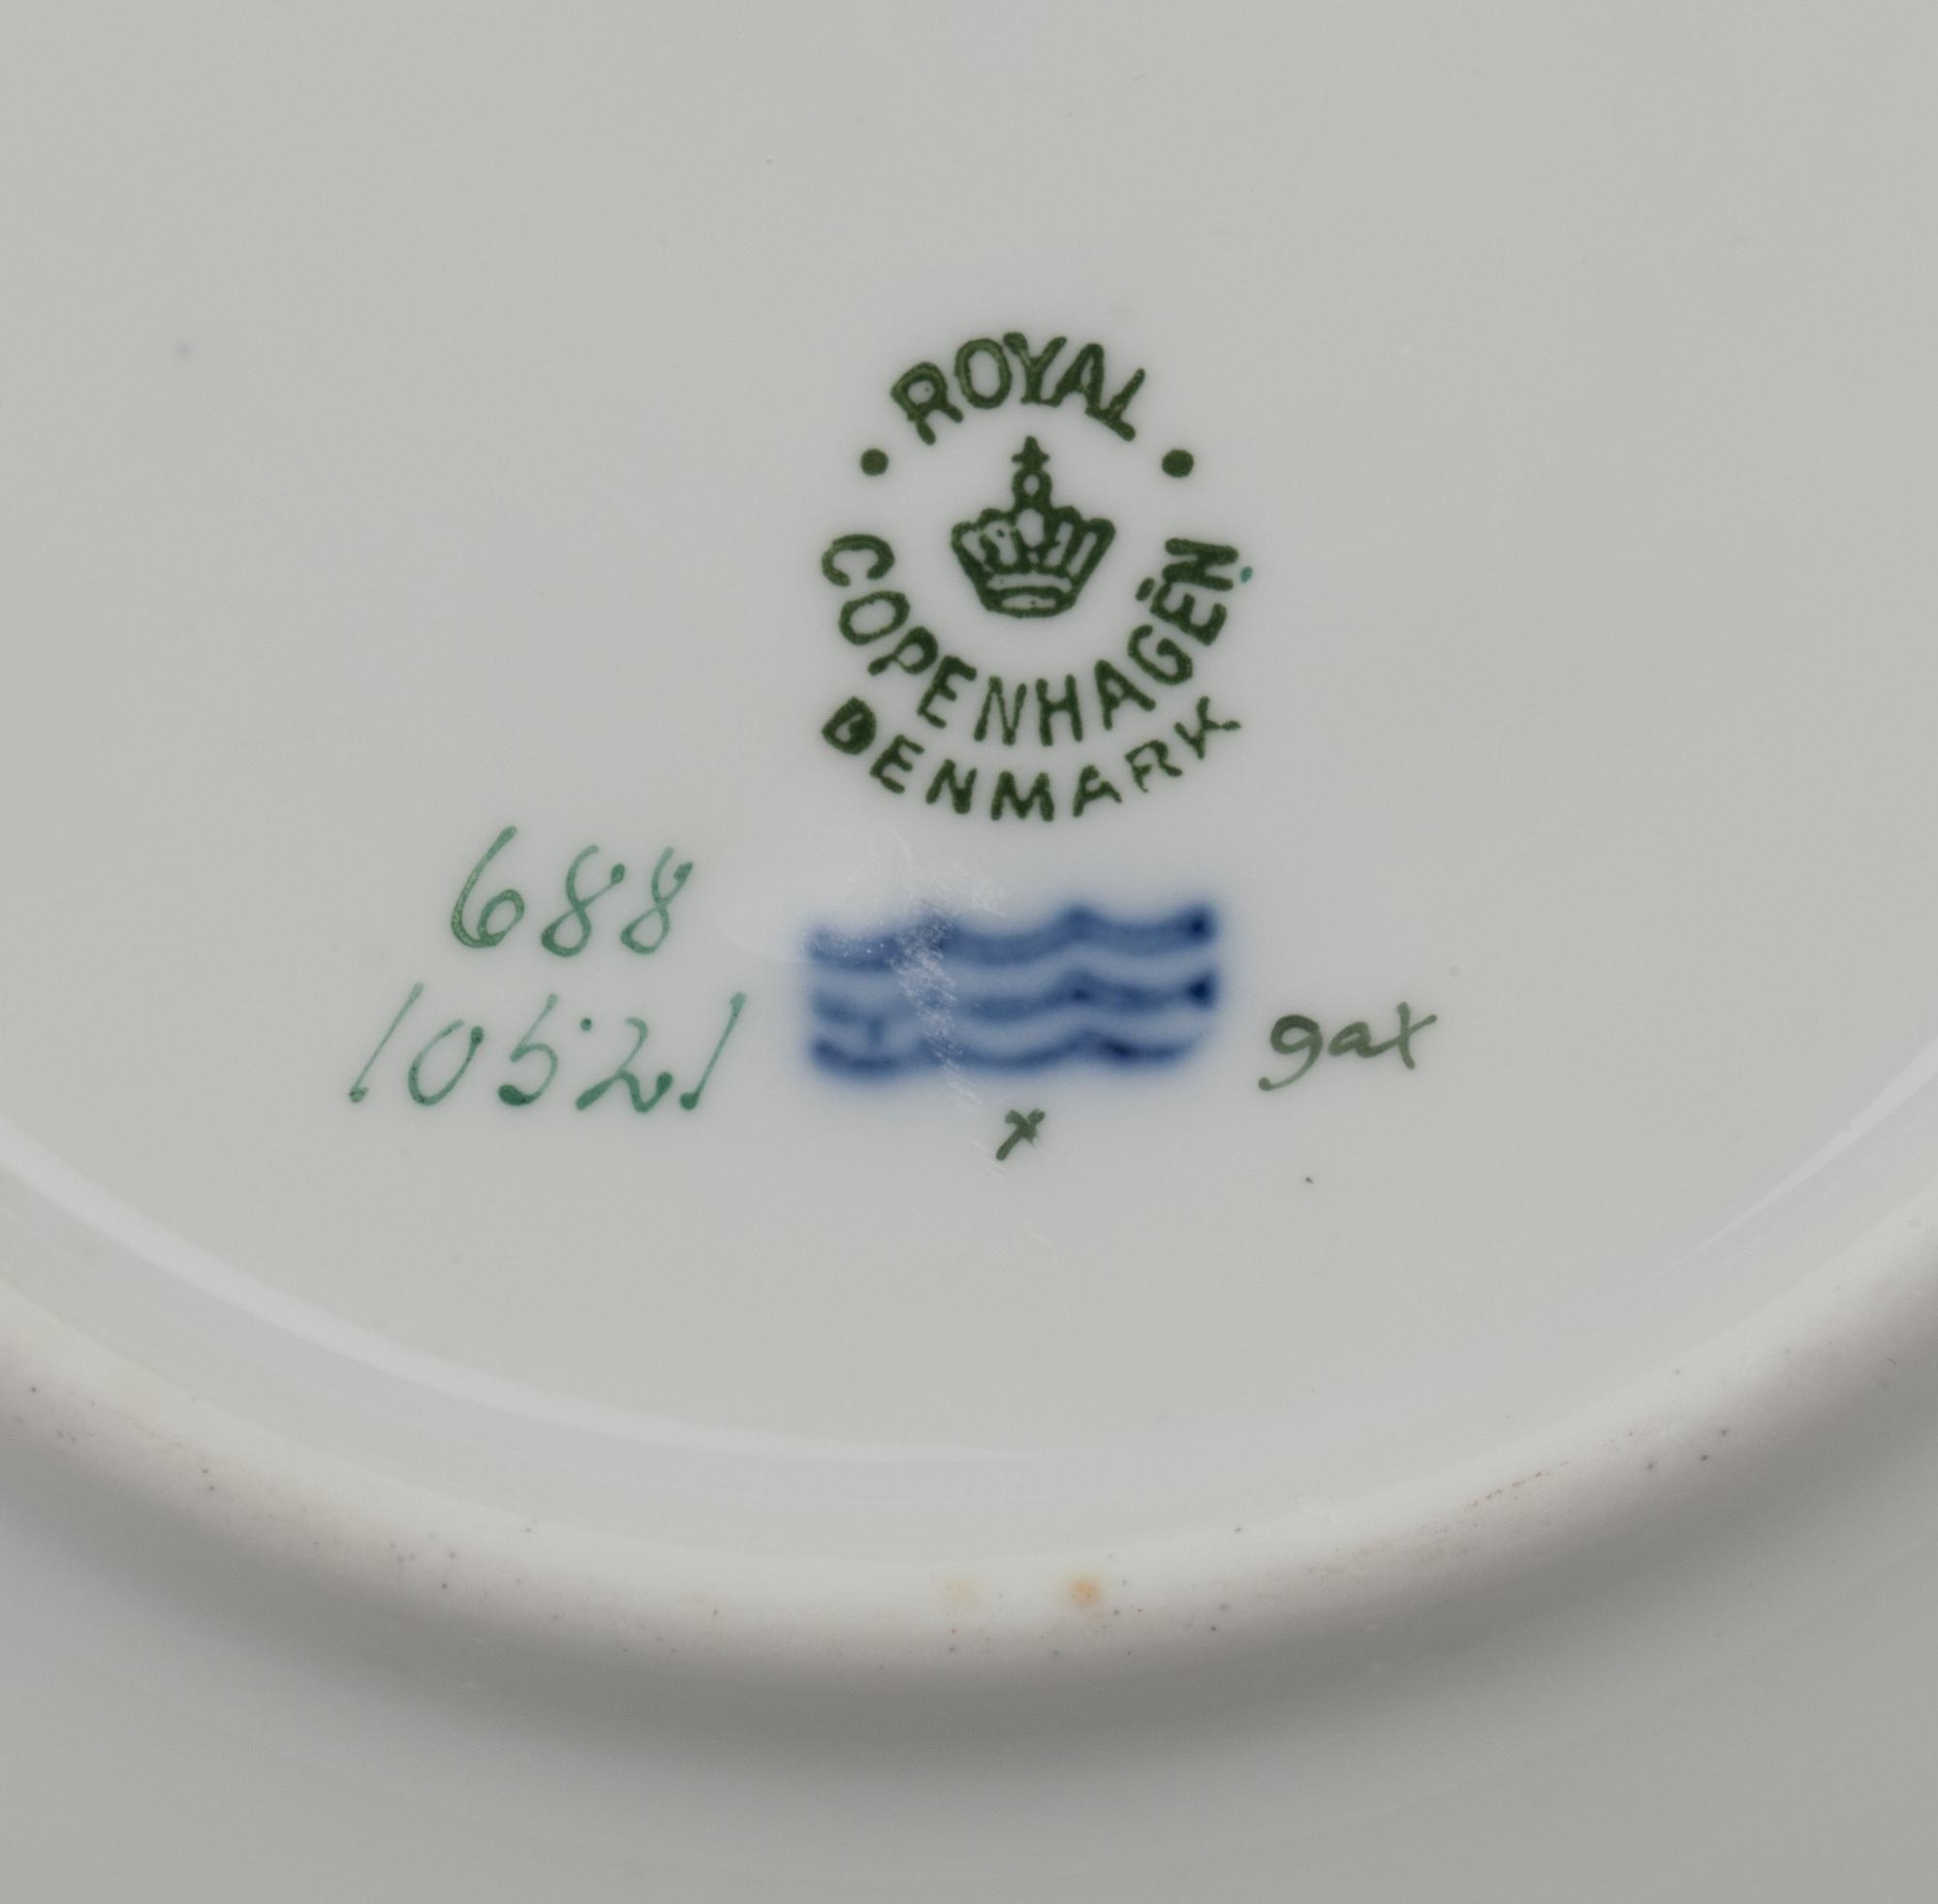 ROYAL
COPENHAGEN
DENMARK
688
10521
gax
x